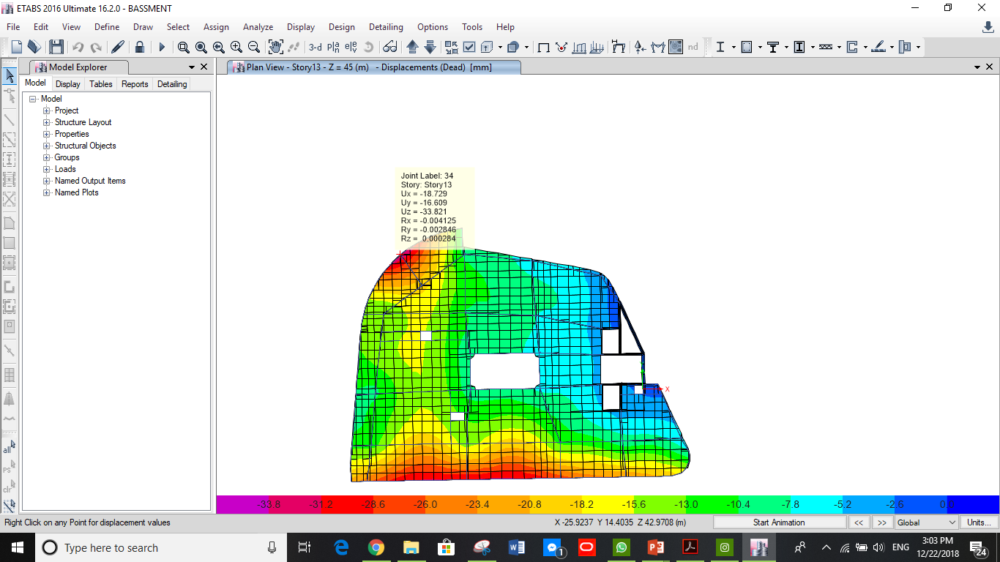 ETABS 2016 Ultimate 16.2.0 - BASSMENT
File Edit View Define Draw Select Assign Analyze Display Design Detailing Options Tools Help
3-d pla n ele v nd
Model Explorer
Plan View - Story13 - Z = 45 (m) - Displacements (Dead) [mm]
Model Display Tables Reports Detailing
Model
Project
Structure Layout
Properties
Structural Objects
Groups
Loads
Named Output Items
Named Plots
Joint Label: 34
Story: Story13
Ux = -18.729
Uy = -16.609
Uz = -33.821
Rx = -0.004125
Ry = -0.002846
Rz = 0.000284
X
all
ps
clr
-33.8 -31.2 -28.6 -26.0 -23.4 -20.8 -18.2 -15.6 -13.0 -10.4 -7.8 -5.2 -2.6 0.0
Right Click on any Point for displacement values
X -25.9237 Y 14.4035 Z 42.9708 (m)
Start Animation
<< >>
Global
Units...
Type here to search
1
ENG
3:03 PM
12/22/2018
24